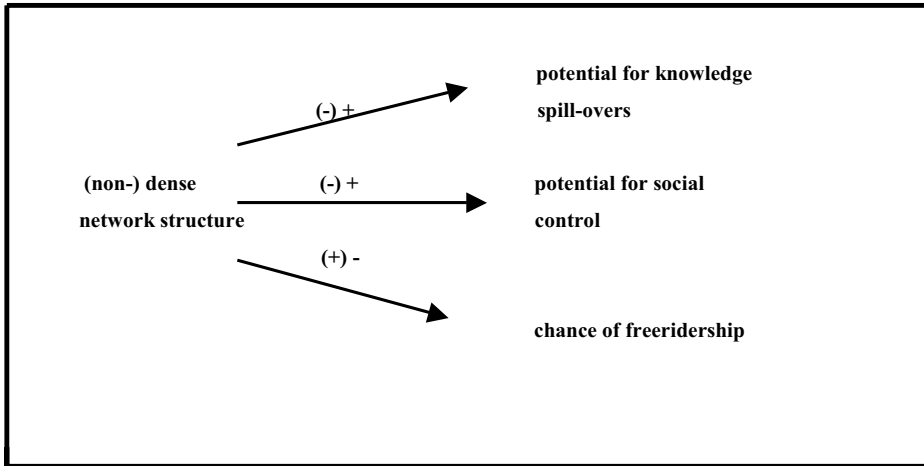 potential for knowledge
spill-overs
(-) +
(non-) dense
network structure
(-) +
potential for social
control
(+) -
chance of freeridership